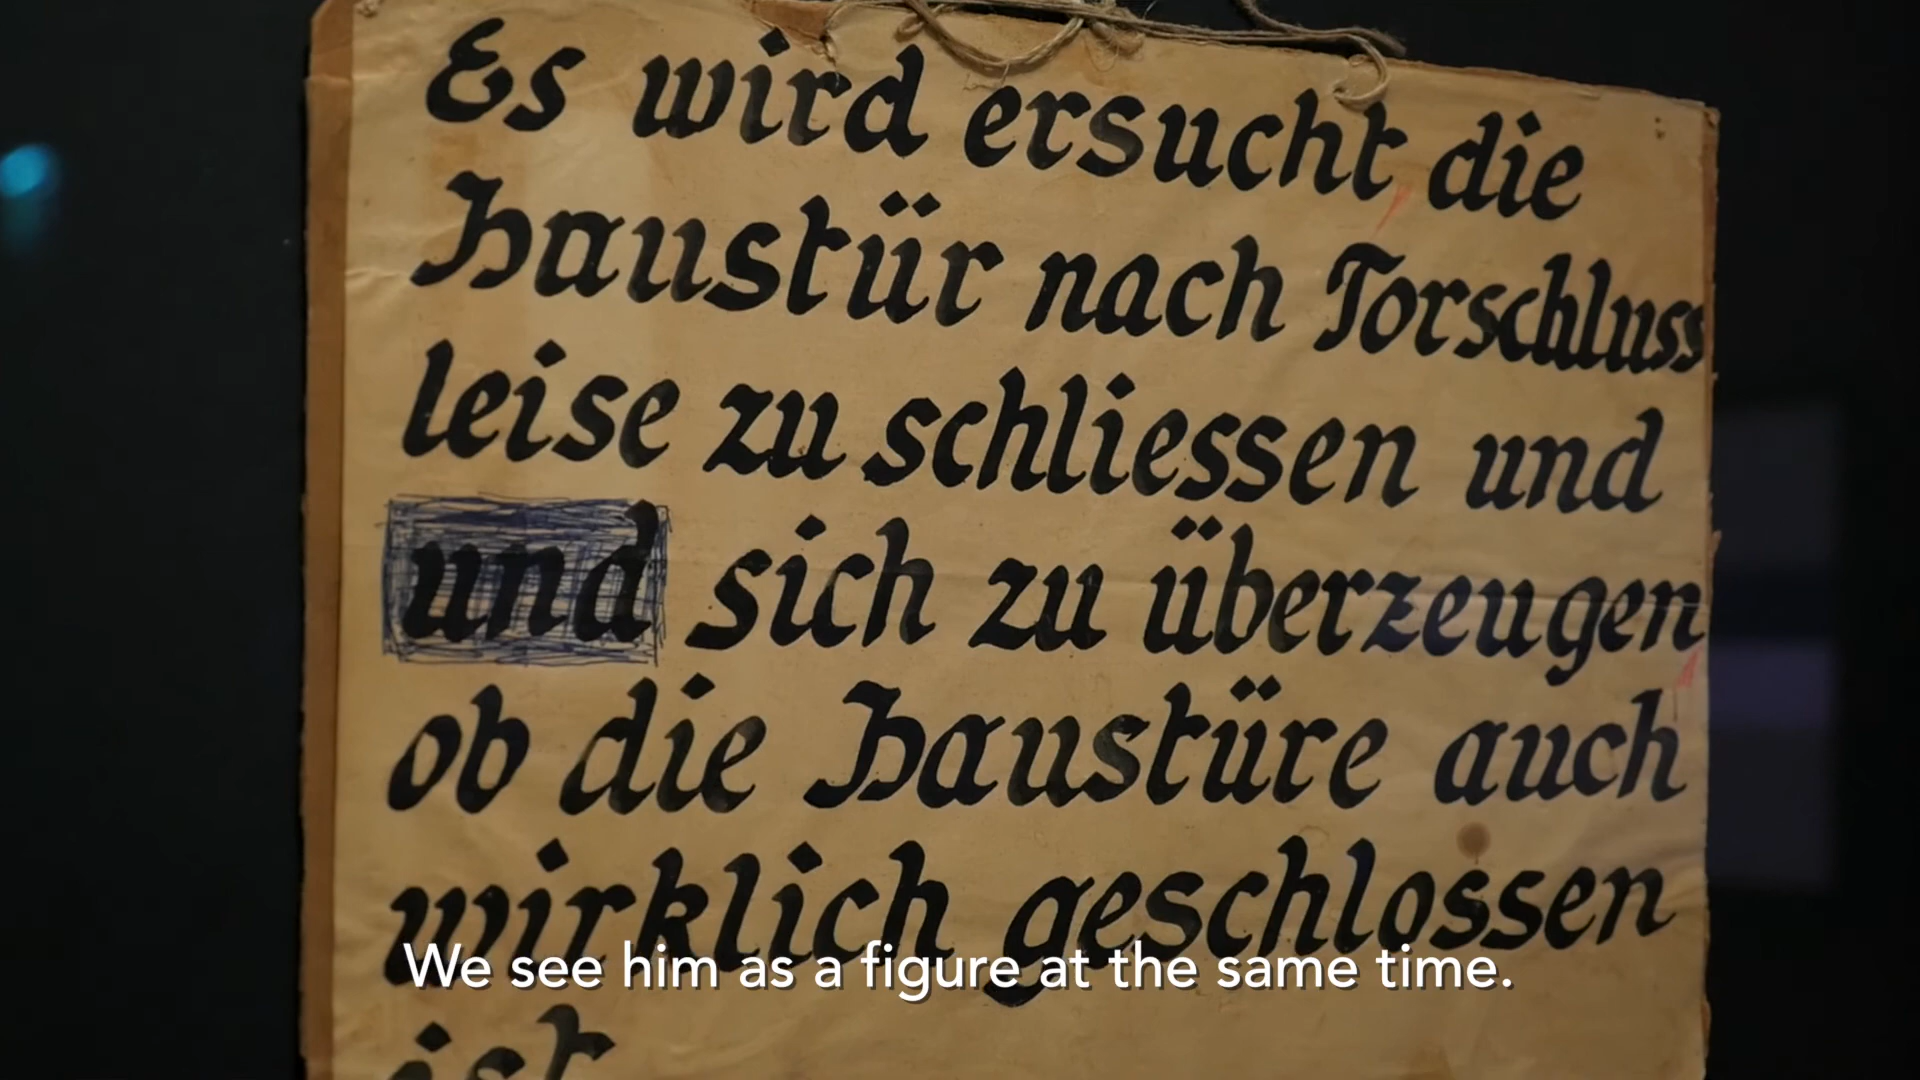 Es wird ersucht die
Haustür nach Torschluss
leise zu schliessen und
und sich zu überzeugen
ob die Haustüre auch
wirklich geschlossen
We see him as a figure at the same time.
ist